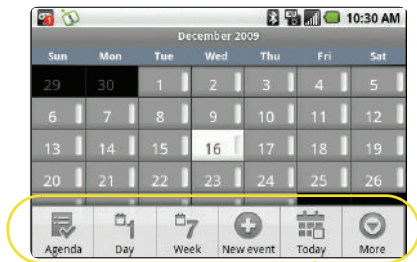 10:30 AM
December 2009
Sun Mon Tue Wed Thu Fri Sat
29 30 1 2 3 4 5
6 7 8 9 10 11 12
13 14 15 16 17 18 19
20 21 22 23 24 25 26
1 7
Agenda Day Week New event Today More